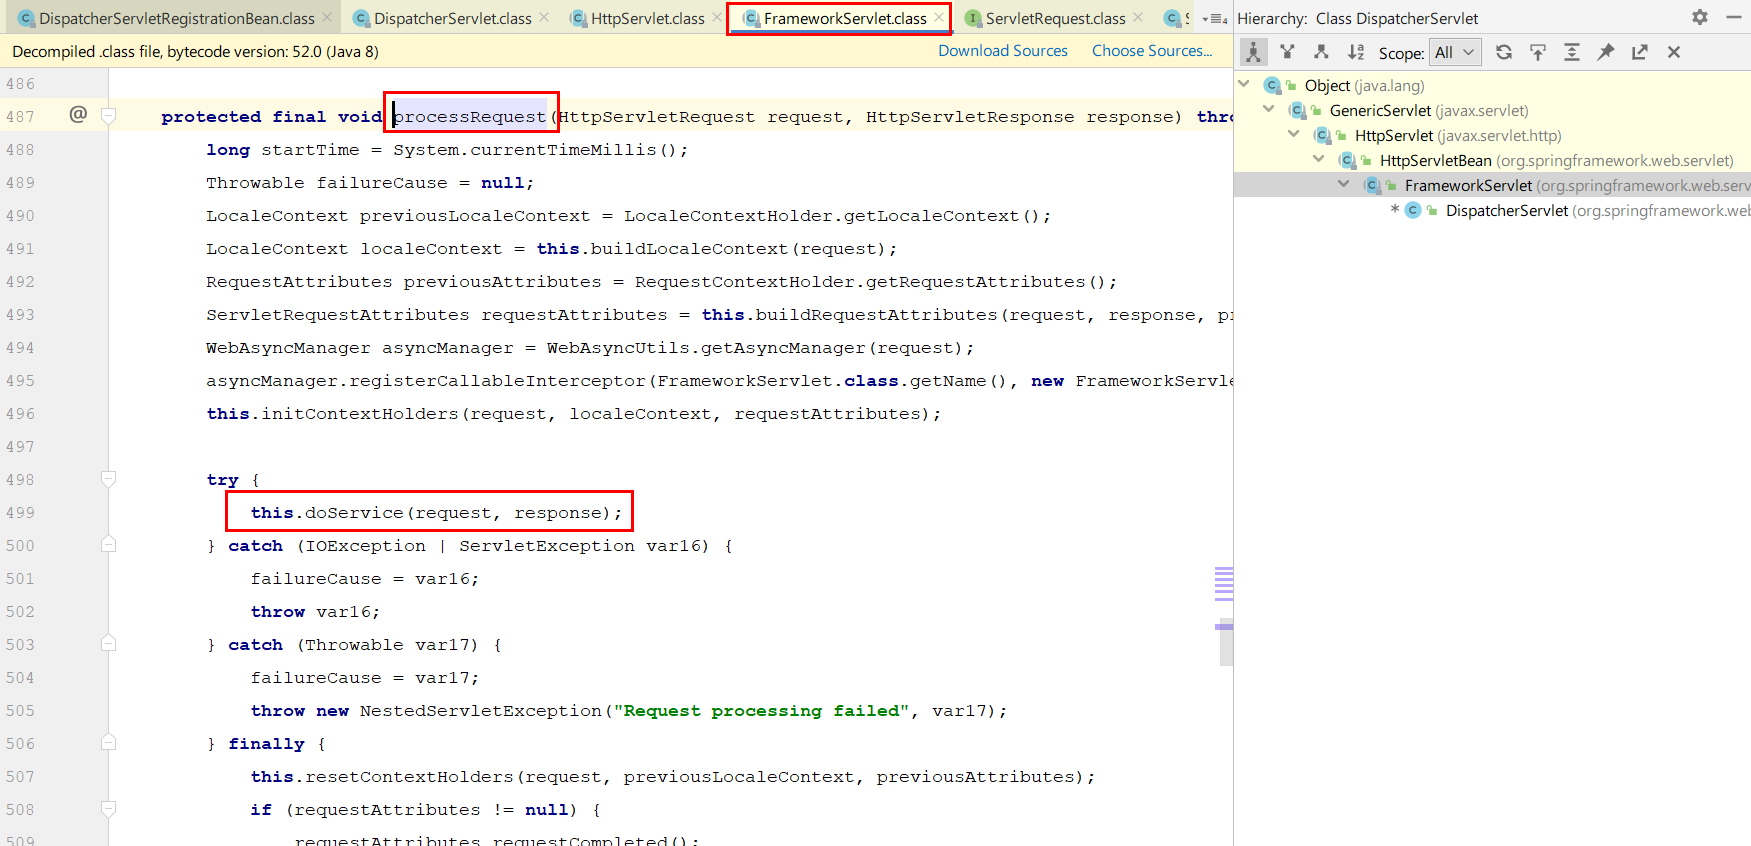 DispatcherServletRegistrationBean.class DispatcherServlet.class HttpServlet.class FrameworkServlet.class ServletRequest.class S
Decompiled .class file, bytecode version: 52.0 (Java 8) Download Sources Choose Sources...
486
487 @ protected final void processRequest(HttpServletRequest request, HttpServletResponse response) thro
488 long startTime = System.currentTimeMillis();
489 Throwable failureCause = null;
490 LocaleContext previousLocaleContext = LocaleContextHolder.getLocaleContext();
491 LocaleContext localeContext = this.buildLocaleContext(request);
492 RequestAttributes previousAttributes = RequestContextHolder.getRequestAttributes();
493 ServletRequestAttributes requestAttributes = this.buildRequestAttributes(request, response, pr
494 WebAsyncManager asyncManager = WebAsyncUtils.getAsyncManager(request);
495 asyncManager.registerCallableInterceptor(FrameworkServlet.class.getName(), new FrameworkServle
496 this.initContextHolders(request, localeContext, requestAttributes);
497
498 try {
499 this.doService(request, response);
500 } catch (IOException | ServletException var16) {
501 failureCause = var16;
502 throw var16;
503 } catch (Throwable var17) {
504 failureCause = var17;
505 throw new NestedServletException("Request processing failed", var17);
506 } finally {
507 this.resetContextHolders(request, previousLocaleContext, previousAttributes);
508 if (requestAttributes != null) {
509 requestAttributes.requestCompleted();
Hierarchy: Class DispatcherServlet
Scope: All
Object (java.lang)
GenericServlet (javax.servlet)
HttpServlet (javax.servlet.http)
HttpServletBean (org.springframework.web.servlet)
FrameworkServlet (org.springframework.web.serv
* DispatcherServlet (org.springframework.web